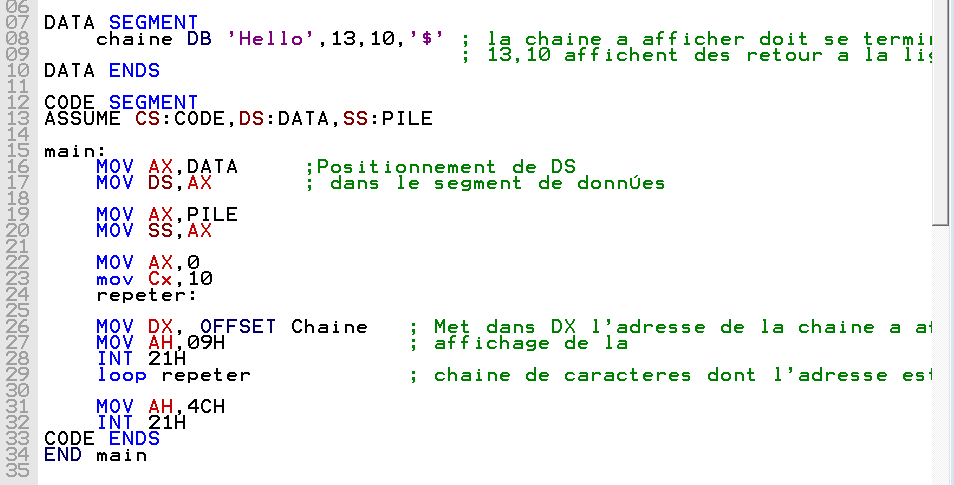 06
07 DATA SEGMENT
08 chaine DB 'Hello',13,10,'$' ; la chaine a afficher doit se
09 ; 13,10 affichent des retour a la
10 DATA ENDS
11
12 CODE SEGMENT
13 ASSUME CS:CODE,DS:DATA,SS:PILE
14
15 main:
16 MOV AX,DATA ;Positionnement de DS
17 MOV DS,AX ; dans le segment de donnÚes
18
19 MOV AX,PILE
20 MOV SS,AX
21
22 MOV AX,0
23 mov Cx,10
24 repeter:
25
26 MOV DX, OFFSET Chaine ; Met dans DX l'adresse de la chaine a
27 MOV AH,09H ; affichage de la
28 INT 21H
29 loop repeter ; chaine de caracteres dont l'adresse est
30
31 MOV AH,4CH
32 INT 21H
33 CODE ENDS
34 END main
35